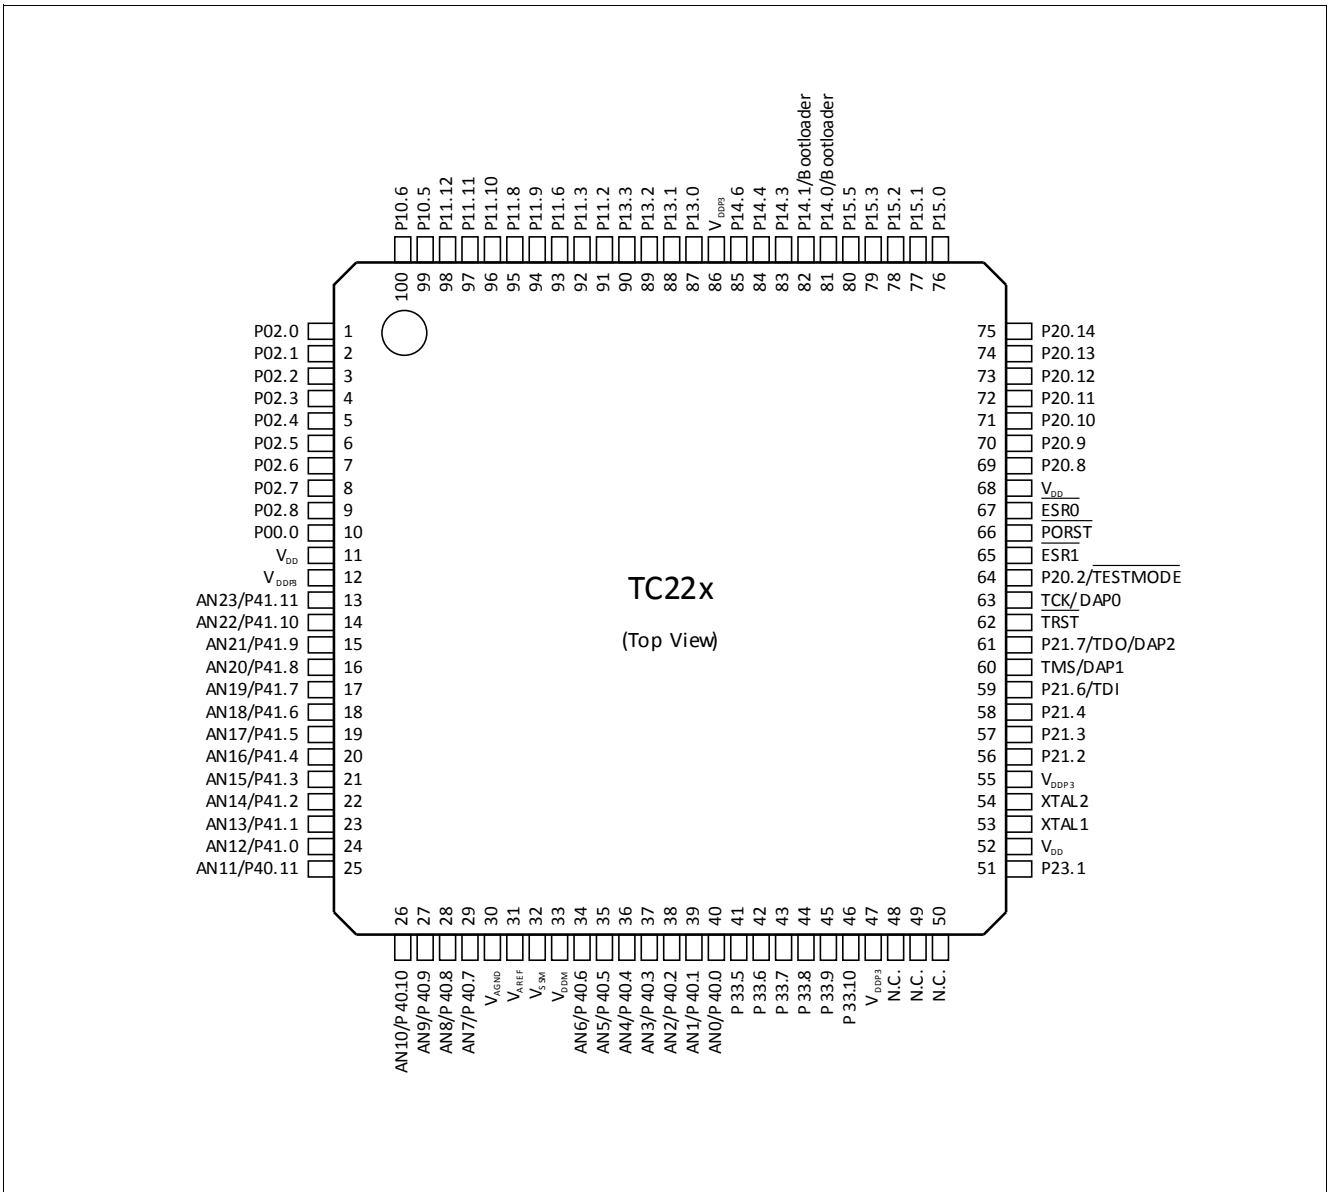 P10.6
P10.5
P11.12
P11.11
P11.10
P11.8
P11.9
P11.6
P11.3
P11.2
P13.3
P13.2
P13.1
P13.0
VDDP3
P14.6
P14.4
P14.3
P14.1/Bootloader
P14.0/Bootloader
P15.5
P15.3
P15.2
P15.1
P15.0
100
99
98
97
96
95
94
93
92
91
90
89
88
87
86
85
84
83
82
81
80
79
78
77
76
P02.0 1
P02.1 2
P02.2 3
P02.3 4
P02.4 5
P02.5 6
P02.6 7
P02.7 8
P02.8 9
P00.0 10
VDD 11
VDDP3 12
AN23/P41.11 13
AN22/P41.10 14
AN21/P41.9 15
AN20/P41.8 16
AN19/P41.7 17
AN18/P41.6 18
AN17/P41.5 19
AN16/P41.4 20
AN15/P41.3 21
AN14/P41.2 22
AN13/P41.1 23
AN12/P41.0 24
AN11/P40.11 25
TC22x
(Top View)
75 P20.14
74 P20.13
73 P20.12
72 P20.11
71 P20.10
70 P20.9
69 P20.8
68 VDD
67 ESR0
66 PORST
65 ESR1
64 P20.2/TESTMODE
63 TCK/DAP0
62 TRST
61 P21.7/TDO/DAP2
60 TMS/DAP1
59 P21.6/TDI
58 P21.4
57 P21.3
56 P21.2
55 VDDP3
54 XTAL2
53 XTAL1
52 VDD
51 P23.1
26
27
28
29
30
31
32
33
34
35
36
37
38
39
40
41
42
43
44
45
46
47
48
49
50
AN10/P40.10
AN9/P40.9
AN8/P40.8
AN7/P40.7
VAGND
VAREF
VSSM
VDDM
AN6/P40.6
AN5/P40.5
AN4/P40.4
AN3/P40.3
AN2/P40.2
AN1/P40.1
AN0/P40.0
P33.5
P33.6
P33.7
P33.8
P33.9
P33.10
VDDP3
N.C.
N.C.
N.C.